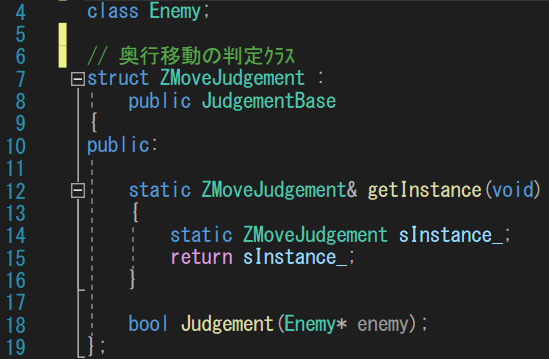 4 class Enemy;
5
6 // 奥行移動の判定ｸﾗｽ
7 struct ZMoveJudgement :
8 public JudgementBase
9 {
10 public:
11
12 static ZMoveJudgement& getInstance(void)
13 {
14 static ZMoveJudgement sInstance_;
15 return sInstance_;
16 }
17
18 bool Judgement(Enemy* enemy);
19 };